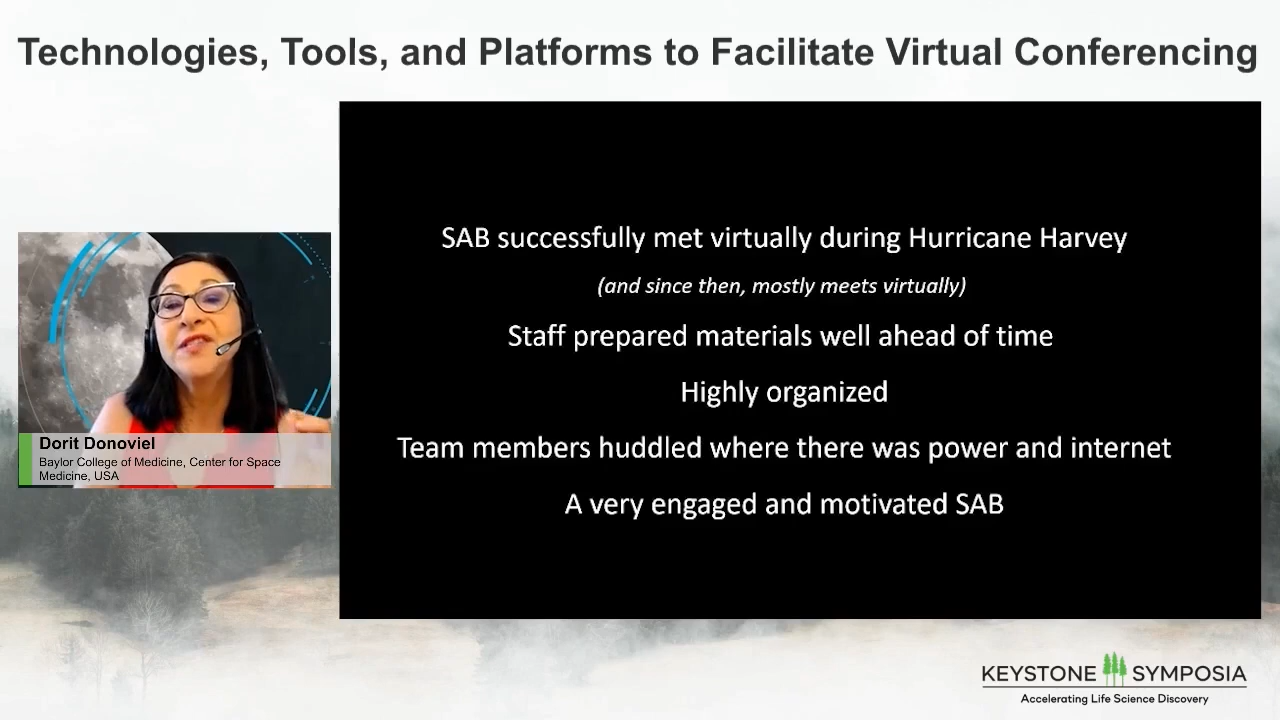 Technologies, Tools, and Platforms to Facilitate Virtual Conferencing
SAB successfully met virtually during Hurricane Harvey
(and since then, mostly meets virtually)
Staff prepared materials well ahead of time
Highly organized
Team members huddled where there was power and internet
A very engaged and motivated SAB
Dorit Donoviel
Baylor College of Medicine, Center for Space
Medicine, USA
KEYSTONE SYMPOSIA
Accelerating Life Science Discovery